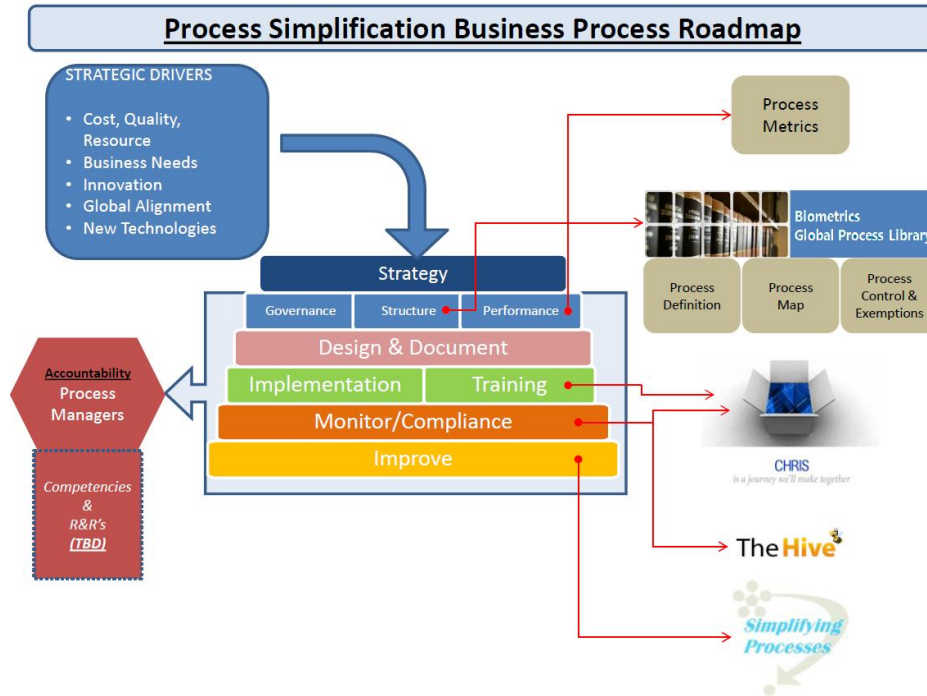 Process Simplification Business Process Roadmap
STRATEGIC DRIVERS
• Cost, Quality,
Resource
• Business Needs
• Innovation
• Global Alignment
• New Technologies
Process
Metrics
Biometrics
Global Process Library
Process
Definition
Process
Map
Process
Control &
Exemptions
Strategy
Governance
Structure
Performance
Design & Document
Implementation
Training
Monitor/Compliance
Improve
Accountability
Process
Managers
Competencies
&
R&R's
(TBD)
CHRIS
is a journey we'll make together
The Hive
Simplifying
Processes